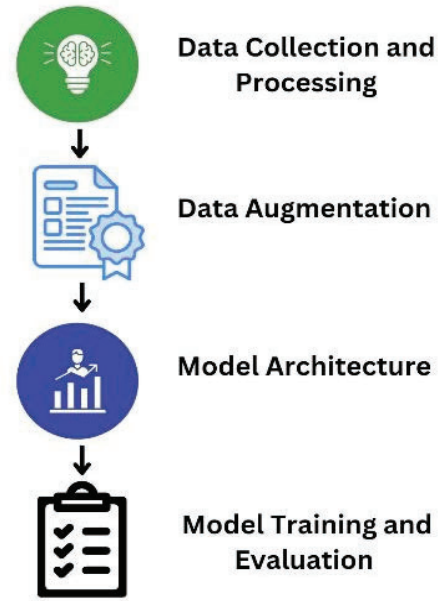 Data Collection and
Processing
Data Augmentation
Model Architecture
Model Training and
Evaluation